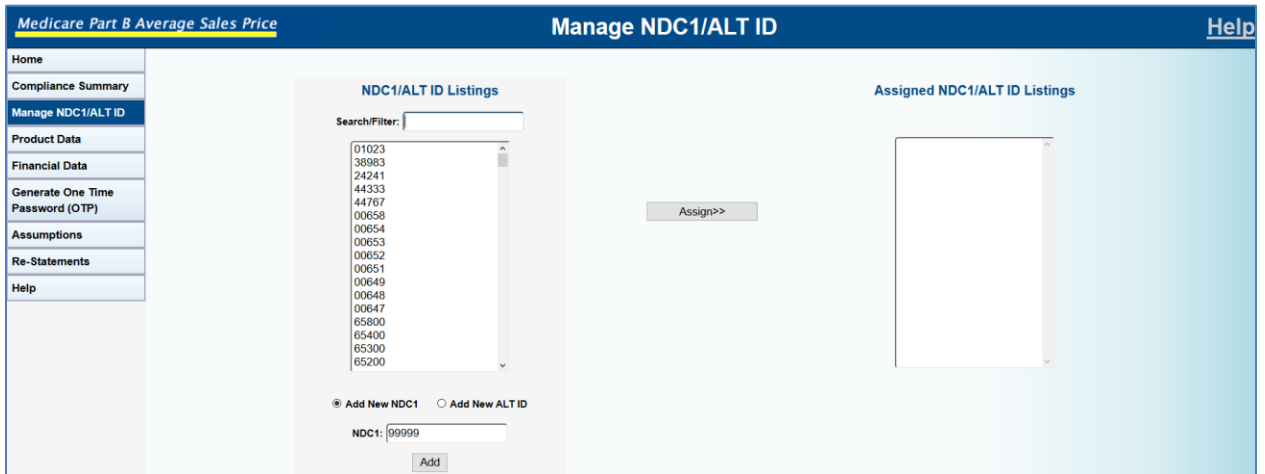 Medicare Part B Average Sales Price
Manage NDC1/ALT ID
Help
Home
Compliance Summary
Manage NDC1/ALT ID
Product Data
Financial Data
Generate One Time
Password (OTP)
Assumptions
Re-Statements
Help
NDC1/ALT ID Listings
Search/Filter:
01023
38983
24241
44333
44767
00658
00654
00653
00652
00651
00649
00648
00647
65800
65400
65300
65200
Add New NDC1 Add New ALT ID
NDC1: 99999
Add
Assign>>
Assigned NDC1/ALT ID Listings